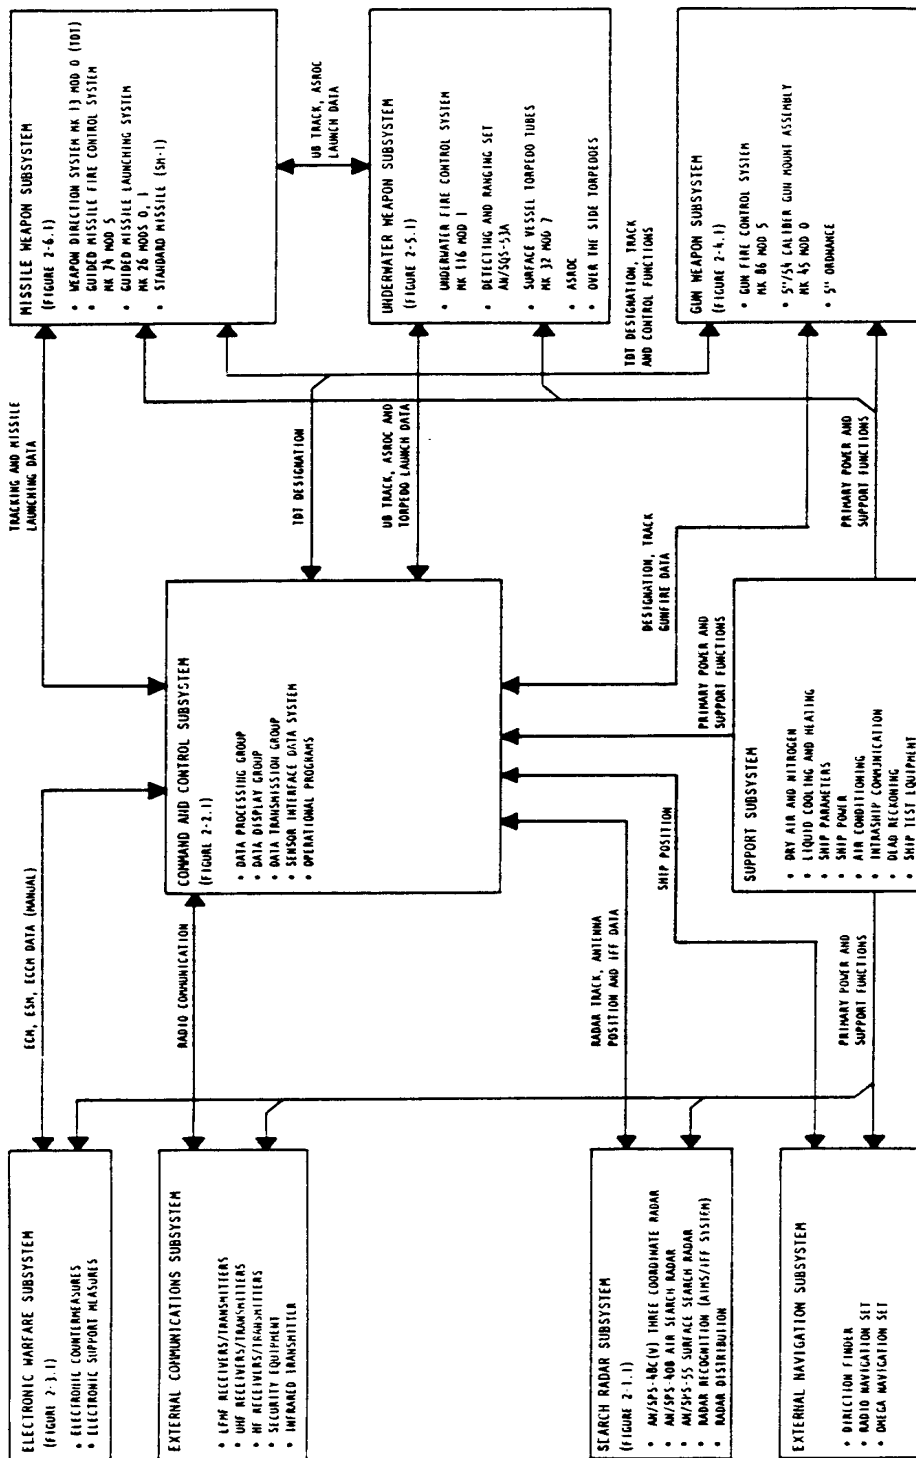 ELECTRONIC WARFARE SUBSYSTEM
(FIGURE 2-3.1)
• ELECTRONIC COUNTERMEASURES
• ELECTRONIC SUPPORT MEASURES
EXTERNAL COMMUNICATIONS SUBSYSTEM
• LF/MF RECEIVERS/TRANSMITTERS
• UHF RECEIVERS/TRANSMITTERS
• HF RECEIVERS/TRANSMITTERS
• SECURITY EQUIPMENT
• INFRARED TRANSMITTER
SEARCH RADAR SUBSYSTEM
(FIGURE 2-1.1)
• AN/SPS-48C(V) THREE COORDINATE RADAR
• AN/SPS-40B AIR SEARCH RADAR
• AN/SPS-55 SURFACE SEARCH RADAR
• RADAR RECOGNITION (AIMS/IFF SYSTEM)
• RADAR DISTRIBUTION
EXTERNAL NAVIGATION SUBSYSTEM
• DIRECTION FINDER
• RADIO NAVIGATION SET
• OMEGA NAVIGATION SET
ECM, ESM, ECCM DATA (MANUAL)
RADIO COMMUNICATION
RADAR TRACK, ANTENNA
POSITION AND IFF DATA
SHIP POSITION
PRIMARY POWER AND
SUPPORT FUNCTIONS
COMMAND AND CONTROL SUBSYSTEM
(FIGURE 2-2.1)
• DATA PROCESSING GROUP
• DATA DISPLAY GROUP
• DATA TRANSMISSION GROUP
• SENSOR INTERFACE DATA SYSTEM
• OPERATIONAL PROGRAMS
PRIMARY POWER AND
SUPPORT FUNCTIONS
SUPPORT SUBSYSTEM
• DRY AIR AND NITROGEN
• LIQUID COOLING AND HEATING
• SHIP PARAMETERS
• SHIP POWER
• AIR CONDITIONING
• INTRASHIP COMMUNICATION
• DEAD RECKONING
• SHIP TEST EQUIPMENT
TRACKING AND MISSILE
LAUNCHING DATA
TDT DESIGNATION
UB TRACK, ASROC AND
TORPEDO LAUNCH DATA
DESIGNATION, TRACK
GUNFIRE DATA
PRIMARY POWER AND
SUPPORT FUNCTIONS
TDT DESIGNATION, TRACK
AND CONTROL FUNCTIONS
MISSILE WEAPON SUBSYSTEM
(FIGURE 2-6.1)
• WEAPON DIRECTION SYSTEM MK 13 MOD 0 (TDT)
• GUIDED MISSILE FIRE CONTROL SYSTEM
MK 74 MOD 5
• GUIDED MISSILE LAUNCHING SYSTEM
MK 26 MODS 0, 1
• STANDARD MISSILE (SM-1)
UB TRACK, ASROC
LAUNCH DATA
UNDERWATER WEAPON SUBSYSTEM
(FIGURE 2-5.1)
• UNDERWATER FIRE CONTROL SYSTEM
MK 116 MOD 1
• DETECTING AND RANGING SET
AN/SQS-53A
• SURFACE VESSEL TORPEDO TUBES
MK 32 MOD 7
• ASROC
• OVER THE SIDE TORPEDOES
GUN WEAPON SUBSYSTEM
(FIGURE 2-4.1)
• GUN FIRE CONTROL SYSTEM
MK 86 MOD 5
• 5"/54 CALIBER GUN MOUNT ASSEMBLY
MK 45 MOD 0
• 5" ORDNANCE